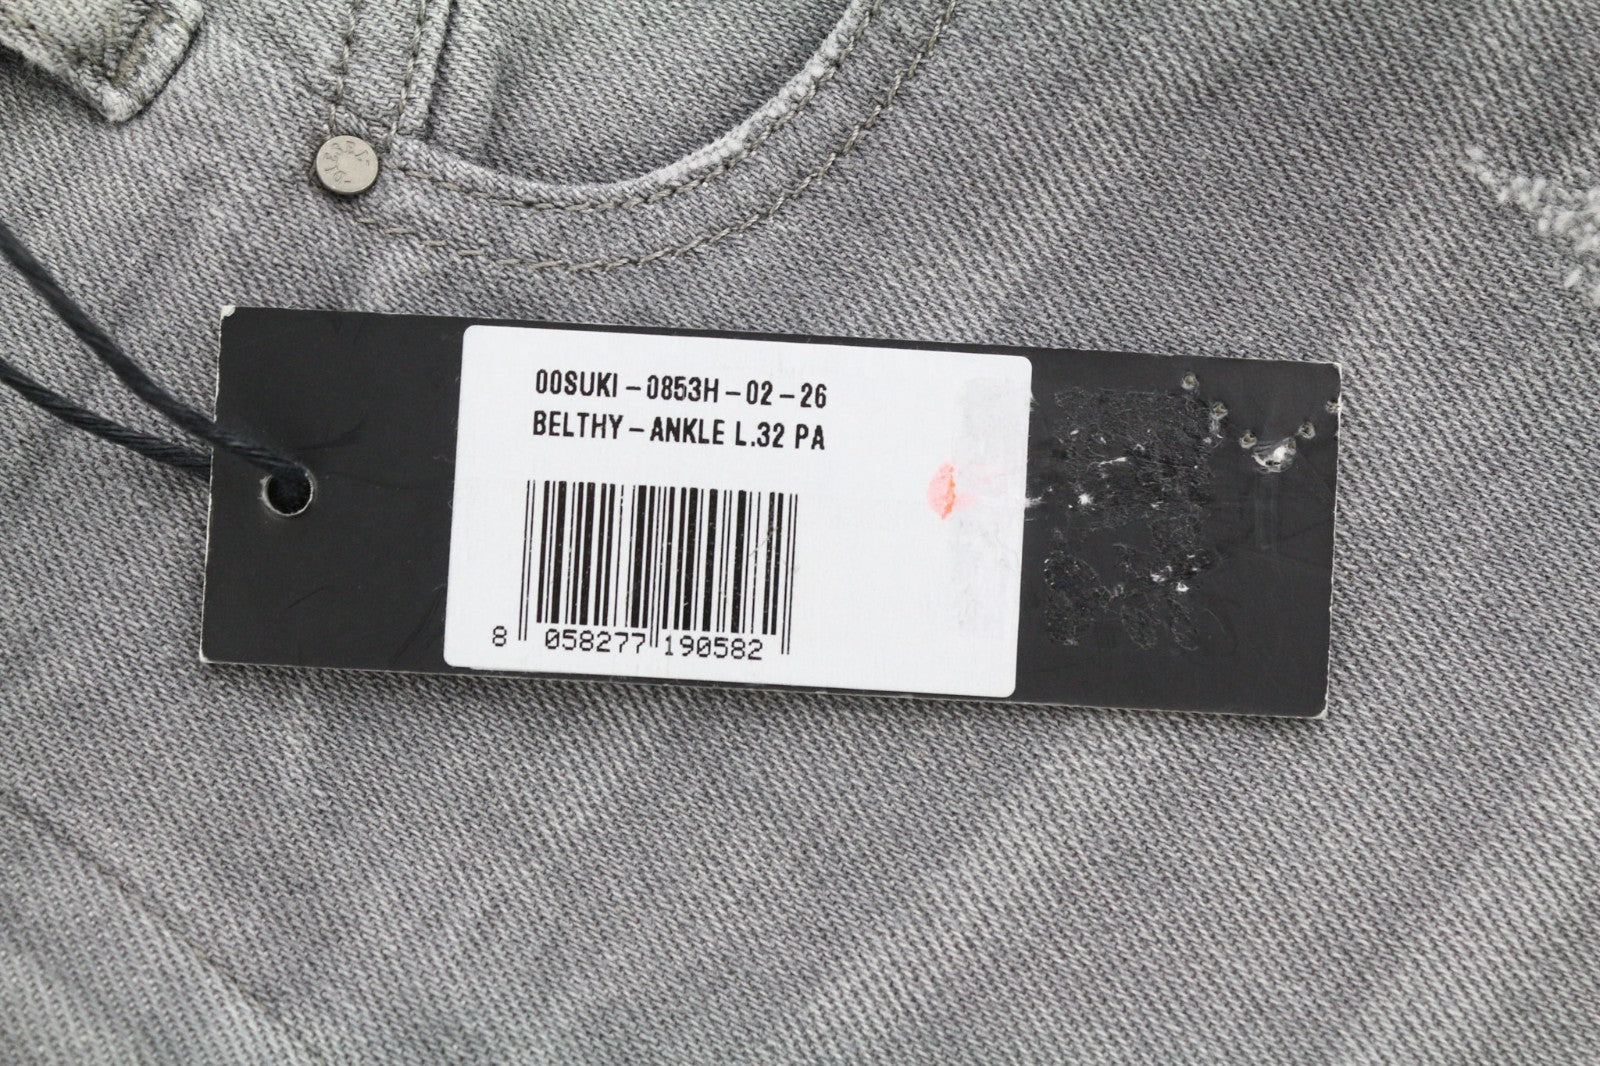 00SUKI-0853H-02-26
BELTHY-ANKLE L.32 PA
8 058277 190582